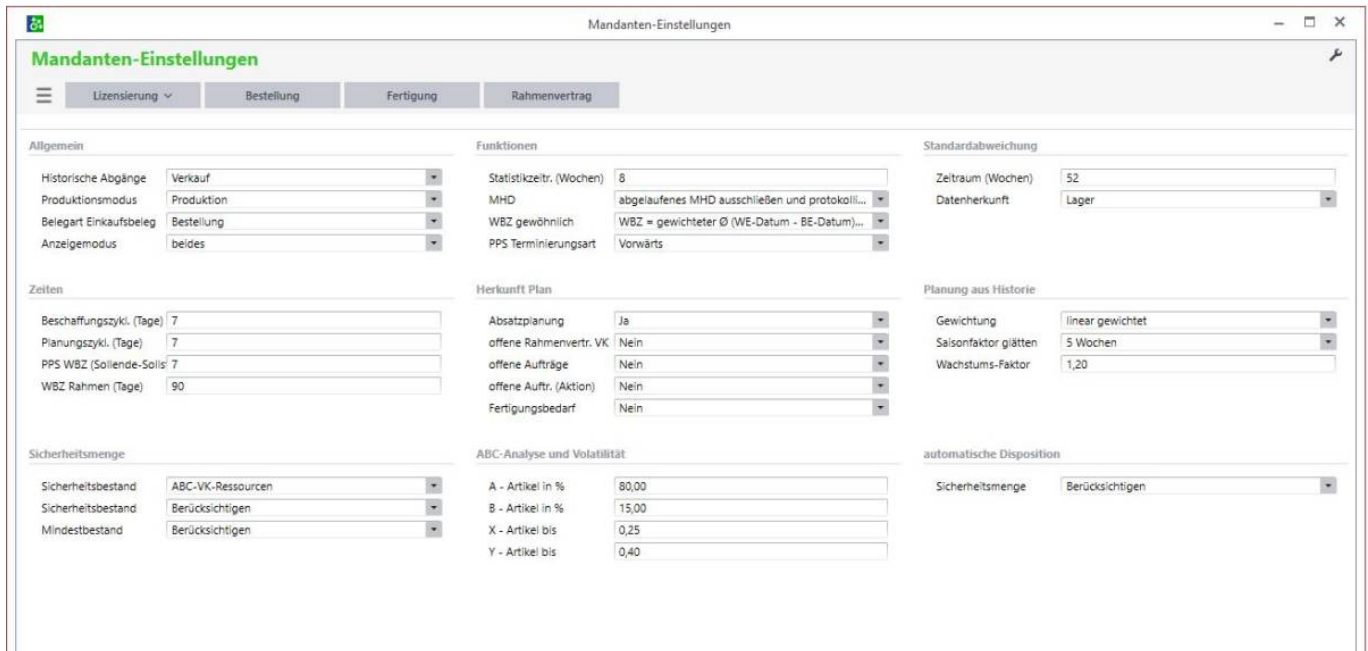 Mandanten-Einstellungen
Mandanten-Einstellungen
Lizensierung Bestellung Fertigung Rahmenvertrag
Allgemein
Historische Abgänge Verkauf
Produktionsmodus Produktion
Belegart Einkaufsbeleg Bestellung
Anzeigemodus beides
Funktionen
Statistikzeitr. (Wochen) 8
MHD abgelaufenes MHD ausschließen und protokolli...
WBZ gewöhnlich WBZ = gewichteter Ø (WE-Datum - BE-Datum)...
PPS Terminierungsart Vorwärts
Standardabweichung
Zeitraum (Wochen) 52
Datenherkunft Lager
Zeiten
Beschaffungszykl. (Tage) 7
Planungszykl. (Tage) 7
PPS WBZ (Sollende-Solls 7
WBZ Rahmen (Tage) 90
Herkunft Plan
Absatzplanung Ja
offene Rahmenvertr. VK Nein
offene Aufträge Nein
offene Auftr. (Aktion) Nein
Fertigungsbedarf Nein
Planung aus Historie
Gewichtung linear gewichtet
Saisonfaktor glätten 5 Wochen
Wachstums-Faktor 1,20
Sicherheitsmenge
Sicherheitsbestand ABC-VK-Ressourcen
Sicherheitsbestand Berücksichtigen
Mindestbestand Berücksichtigen
ABC-Analyse und Volatilität
A - Artikel in % 80,00
B - Artikel in % 15,00
X - Artikel bis 0,25
Y - Artikel bis 0,40
automatische Disposition
Sicherheitsmenge Berücksichtigen